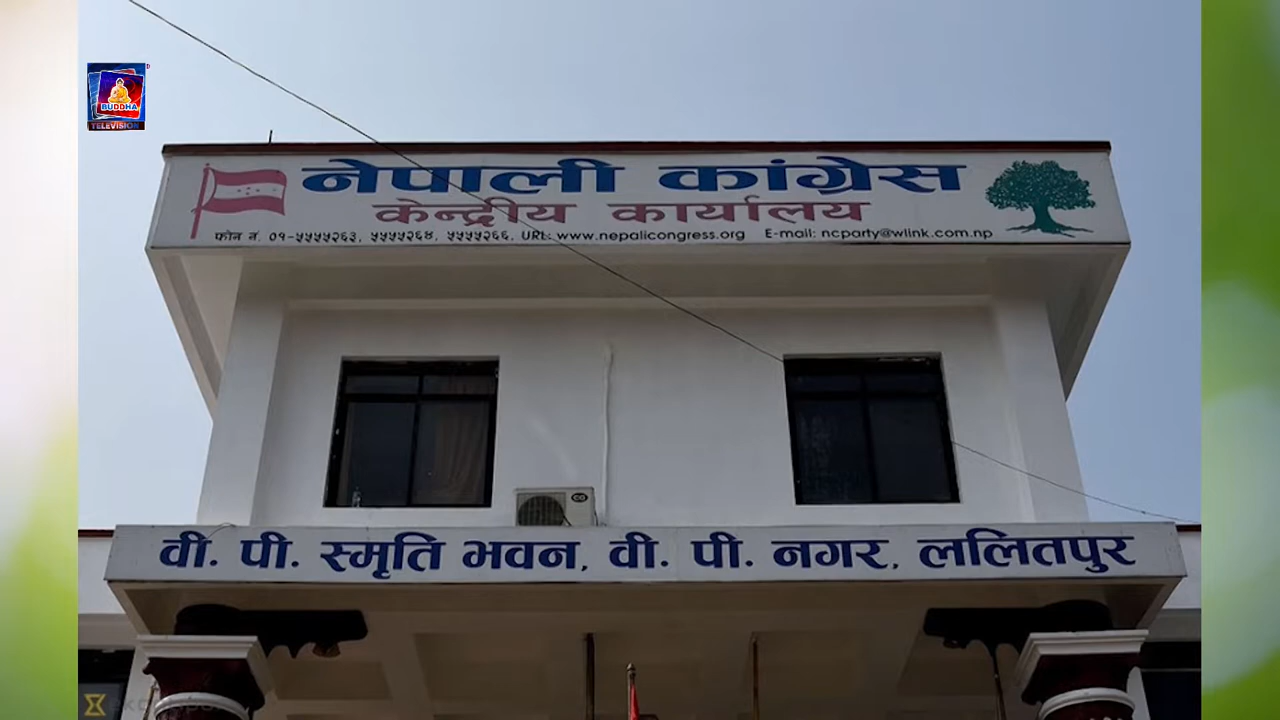 BUDDHA
TELEVISION
नेपाली कांग्रेस
केन्द्रीय कार्यालय
फोन नं. ०१-५५५५२६३, ५५५५२६४, ५५५५२६६, URL: www.nepalicongress.org E-mail: ncparty@wlink.com.np
CG
वी. पी. स्मृति भवन, वी. पी. नगर, ललितपुर